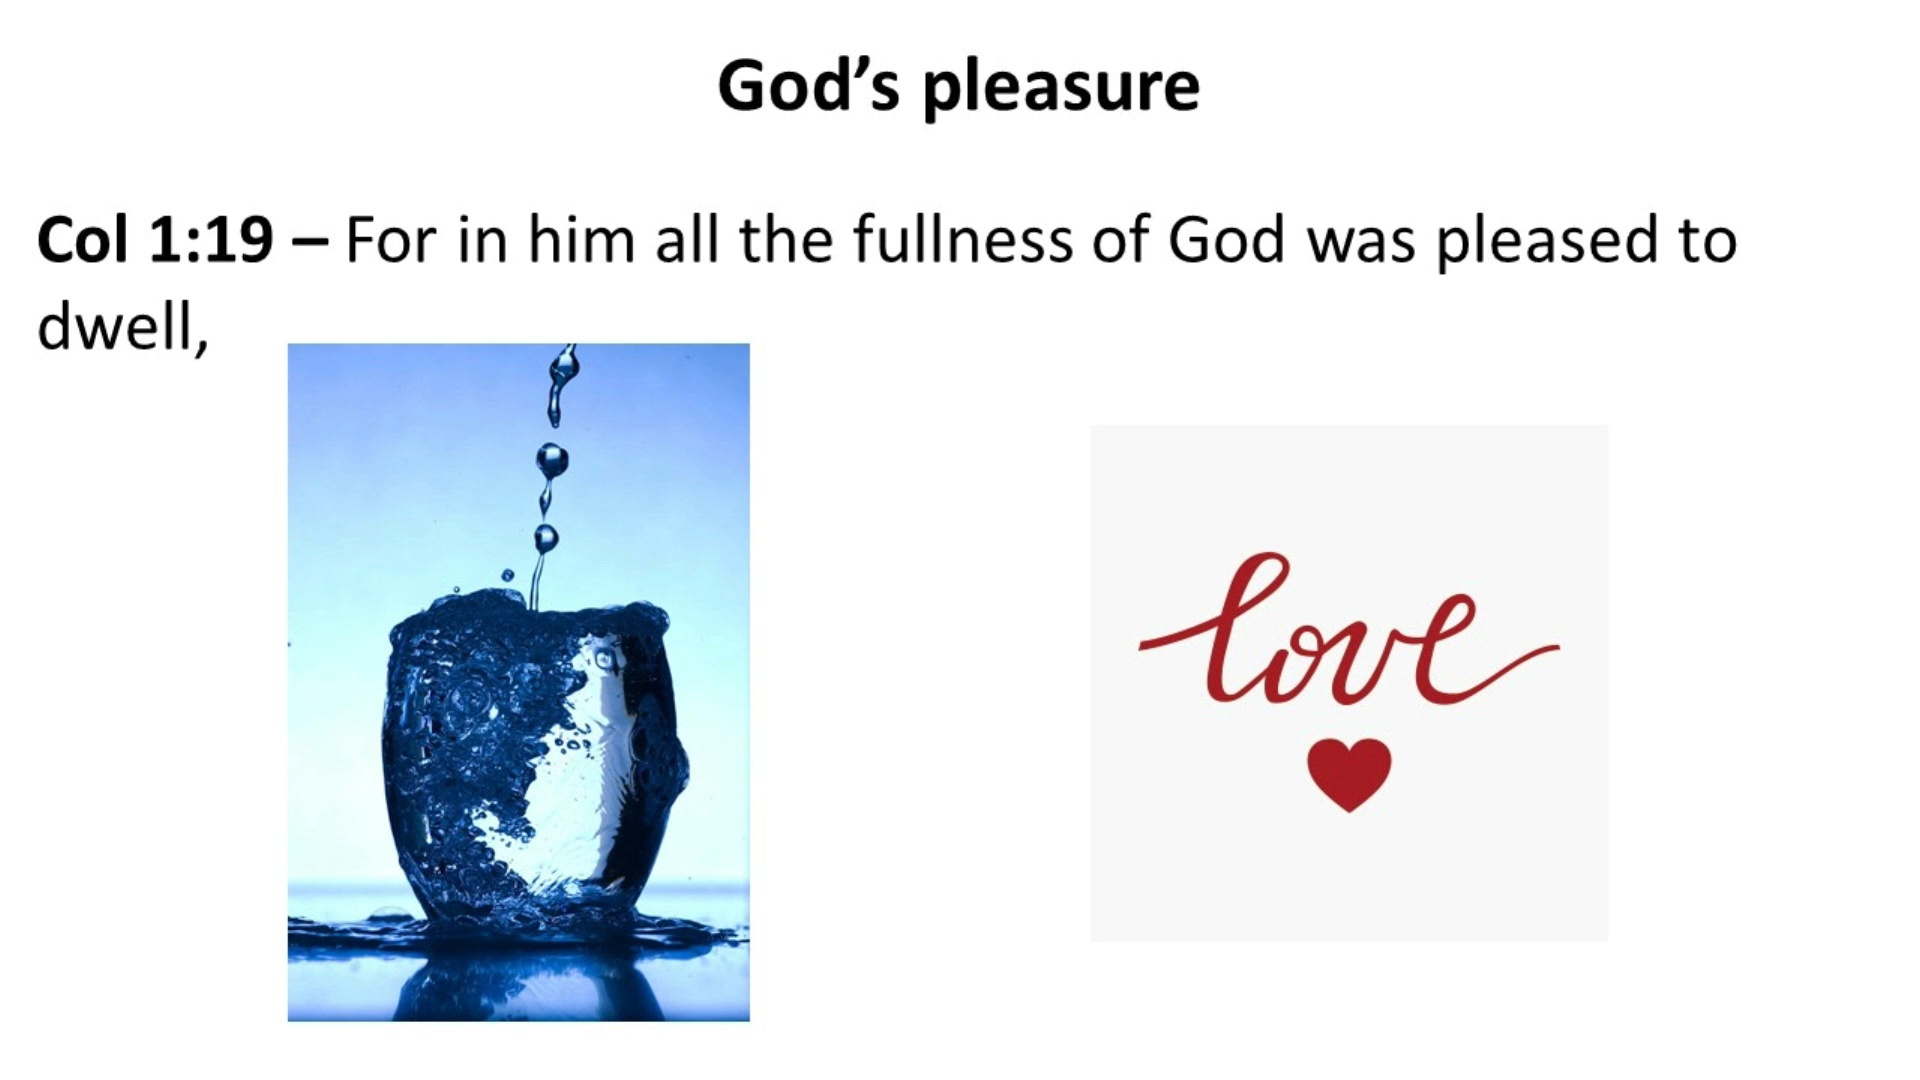 God’s pleasure
Col 1:19 – For in him all the fullness of God was pleased to
dwell,
love